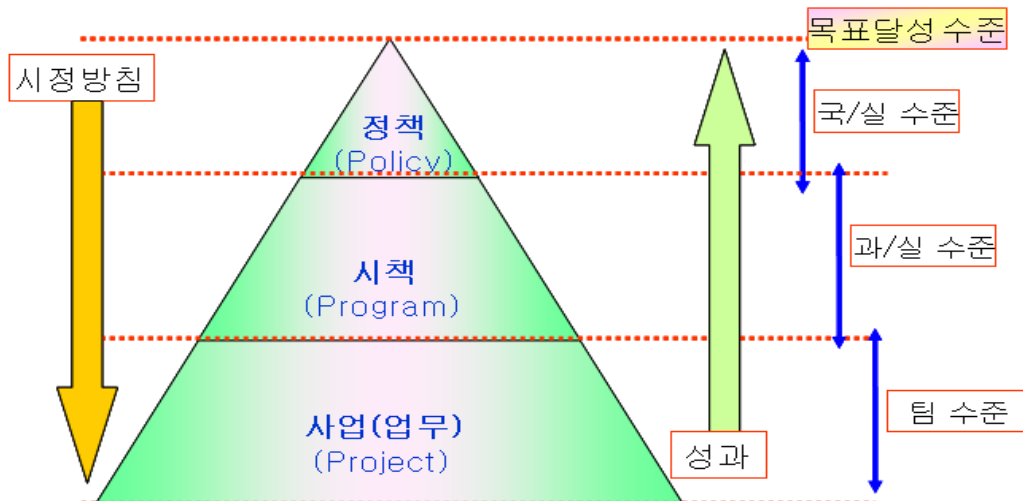 목표달성 수준
시정방침
국/실 수준
정책
(Policy)
과/실 수준
시책
(Program)
팀 수준
사업(업무)
(Project)
성과